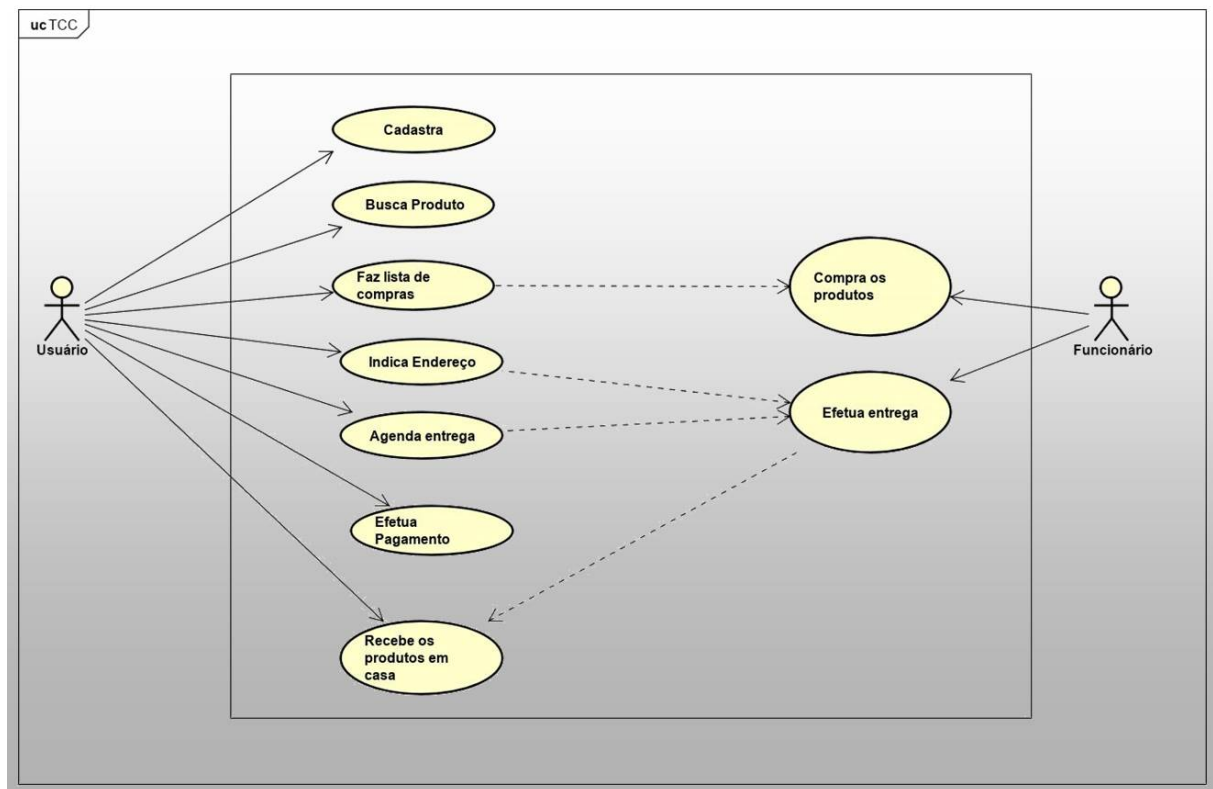 uc TCC
Cadastra
Busca Produto
Faz lista de
compras
Indica Endereço
Agenda entrega
Efetua
Pagamento
Recebe os
produtos em
casa
Compra os
produtos
Efetua entrega
Usuário
Funcionário